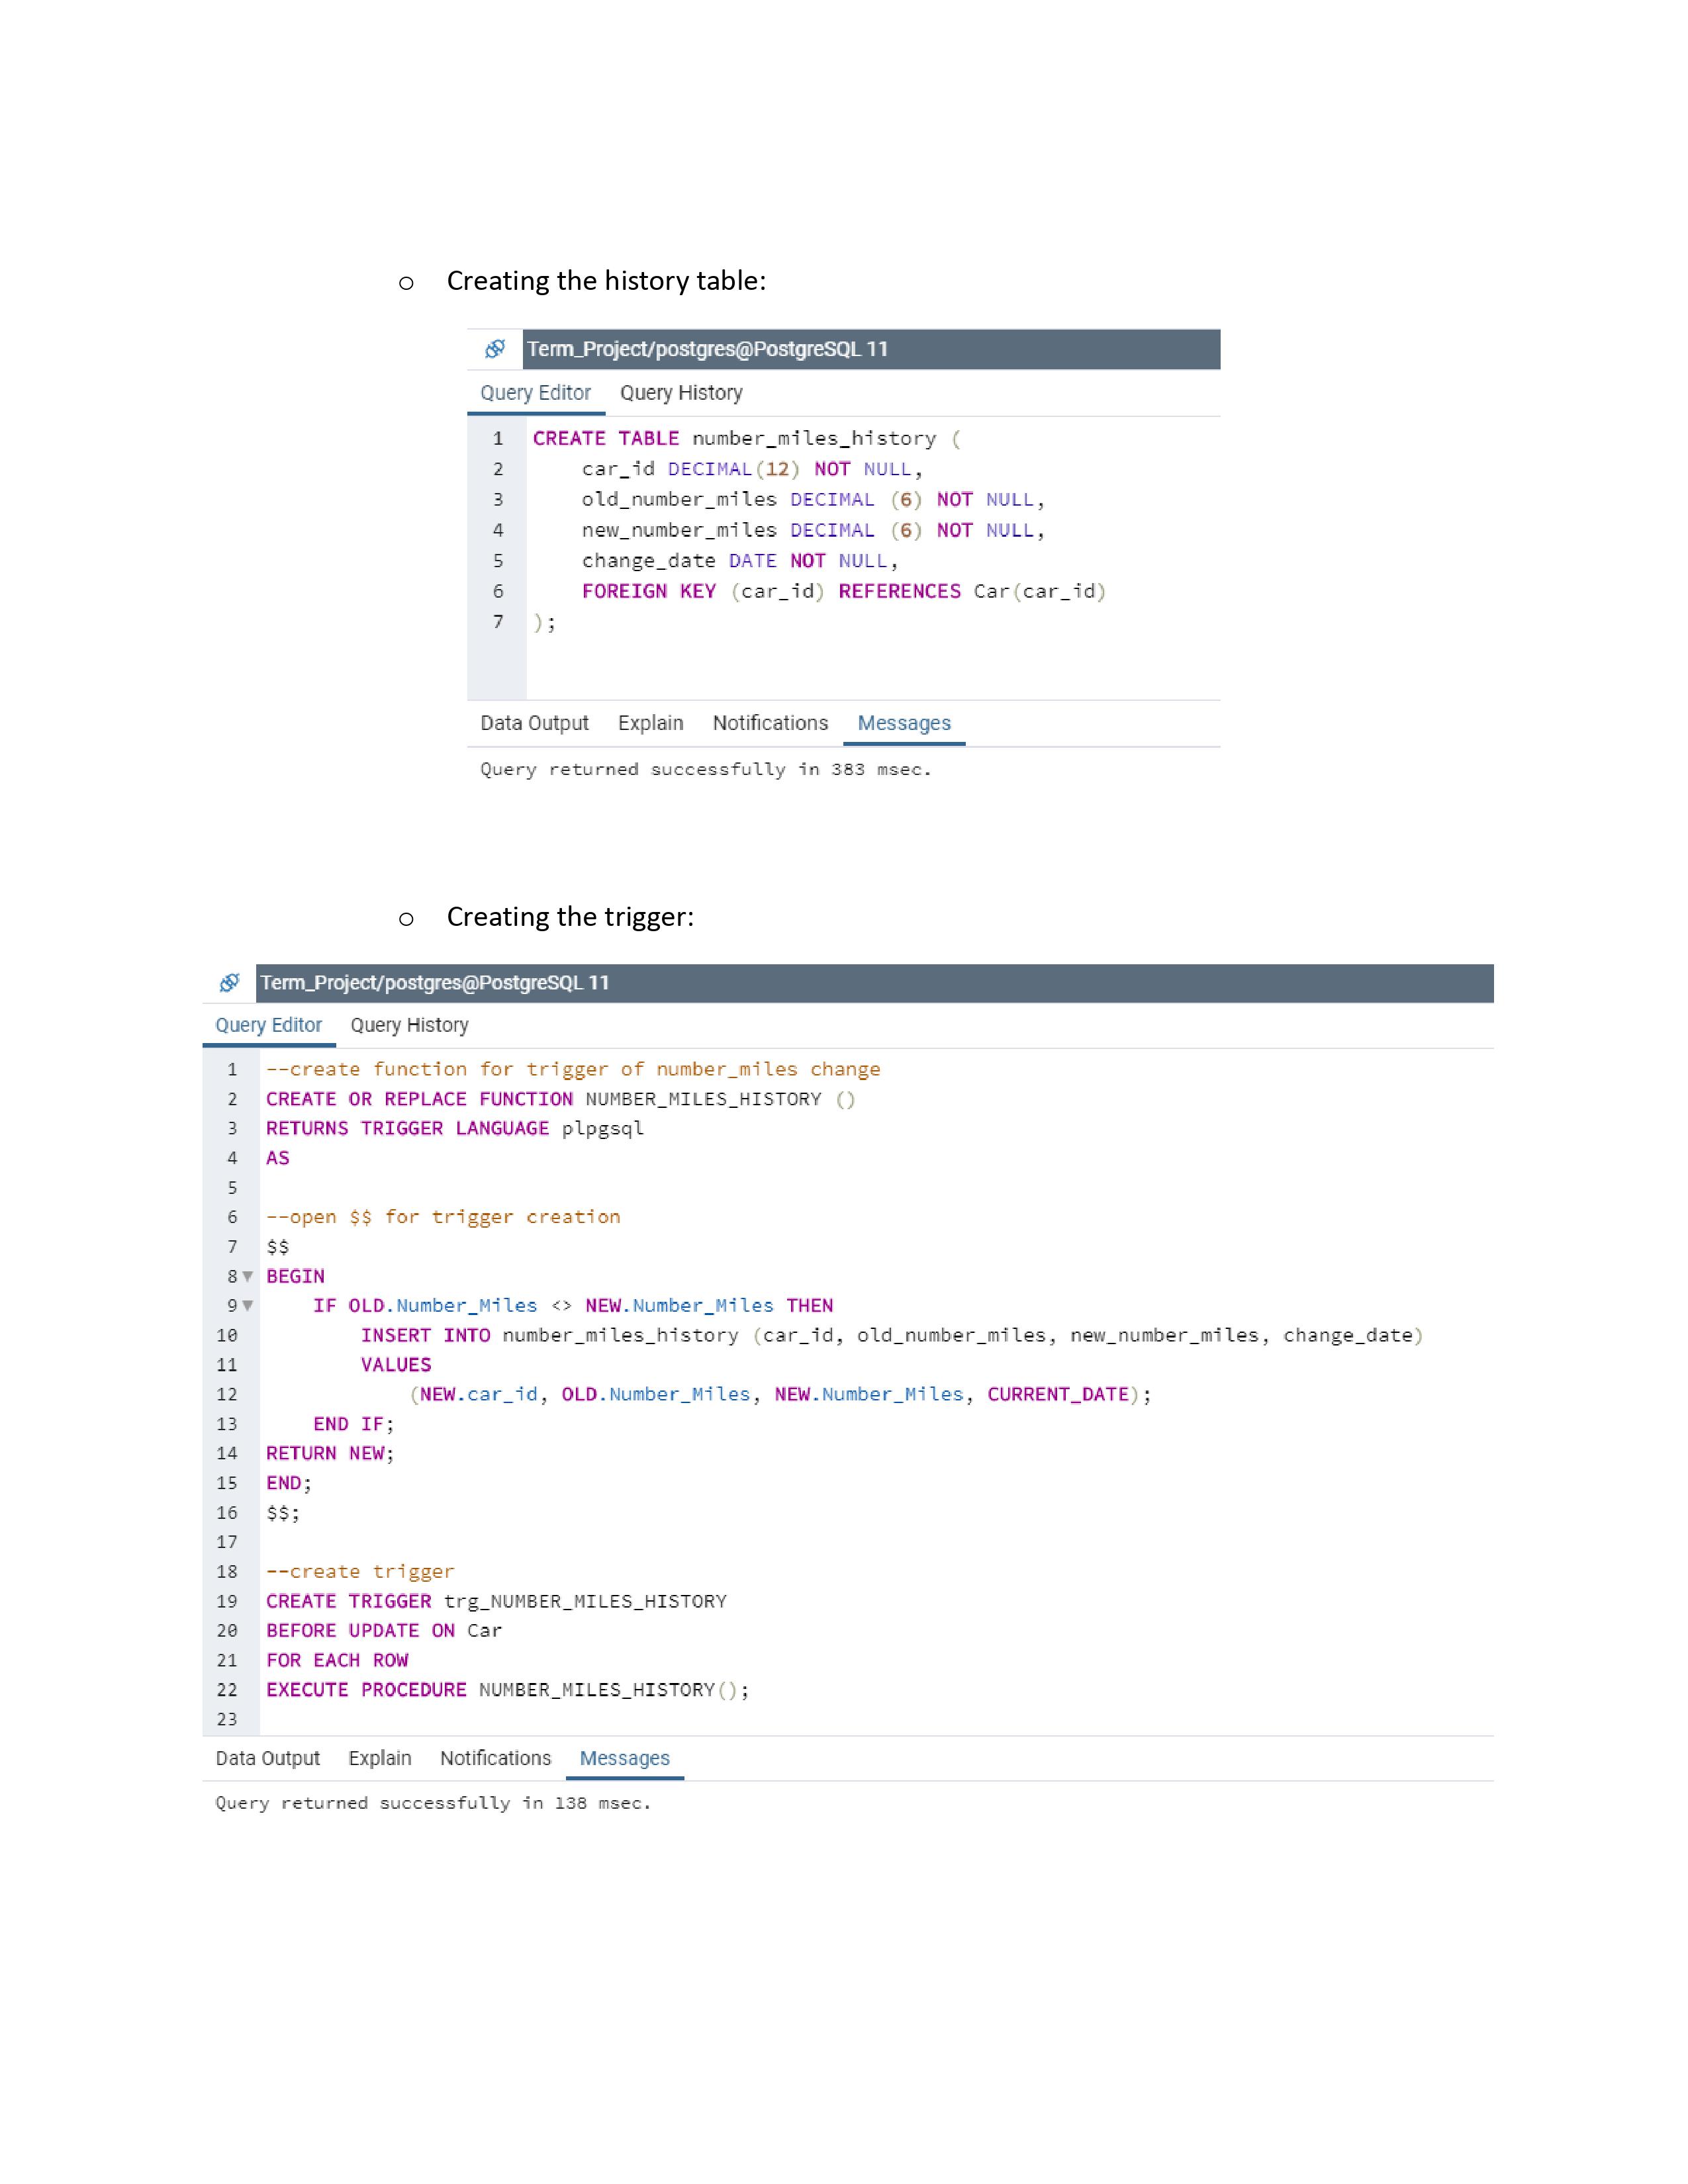 o Creating the history table:
Term_Project/postgres@PostgreSQL 11
Query Editor Query History
1 CREATE TABLE number_miles_history (
2 car_id DECIMAL(12) NOT NULL,
3 old_number_miles DECIMAL (6) NOT NULL,
4 new_number_miles DECIMAL (6) NOT NULL,
5 change_date DATE NOT NULL,
6 FOREIGN KEY (car_id) REFERENCES Car(car_id)
7 );
Data Output Explain Notifications Messages
Query returned successfully in 383 msec.
o Creating the trigger:
Term_Project/postgres@PostgreSQL 11
Query Editor Query History
1 --create function for trigger of number_miles change
2 CREATE OR REPLACE FUNCTION NUMBER_MILES_HISTORY ()
3 RETURNS TRIGGER LANGUAGE plpgsql
4 AS
5
6 --open $$ for trigger creation
7 $$
8 BEGIN
9 IF OLD.Number_Miles <> NEW.Number_Miles THEN
10 INSERT INTO number_miles_history (car_id, old_number_miles, new_number_miles, change_date)
11 VALUES
12 (NEW.car_id, OLD.Number_Miles, NEW.Number_Miles, CURRENT_DATE);
13 END IF;
14 RETURN NEW;
15 END;
16 $$;
17
18 --create trigger
19 CREATE TRIGGER trg_NUMBER_MILES_HISTORY
20 BEFORE UPDATE ON Car
21 FOR EACH ROW
22 EXECUTE PROCEDURE NUMBER_MILES_HISTORY();
23
Data Output Explain Notifications Messages
Query returned successfully in 138 msec.